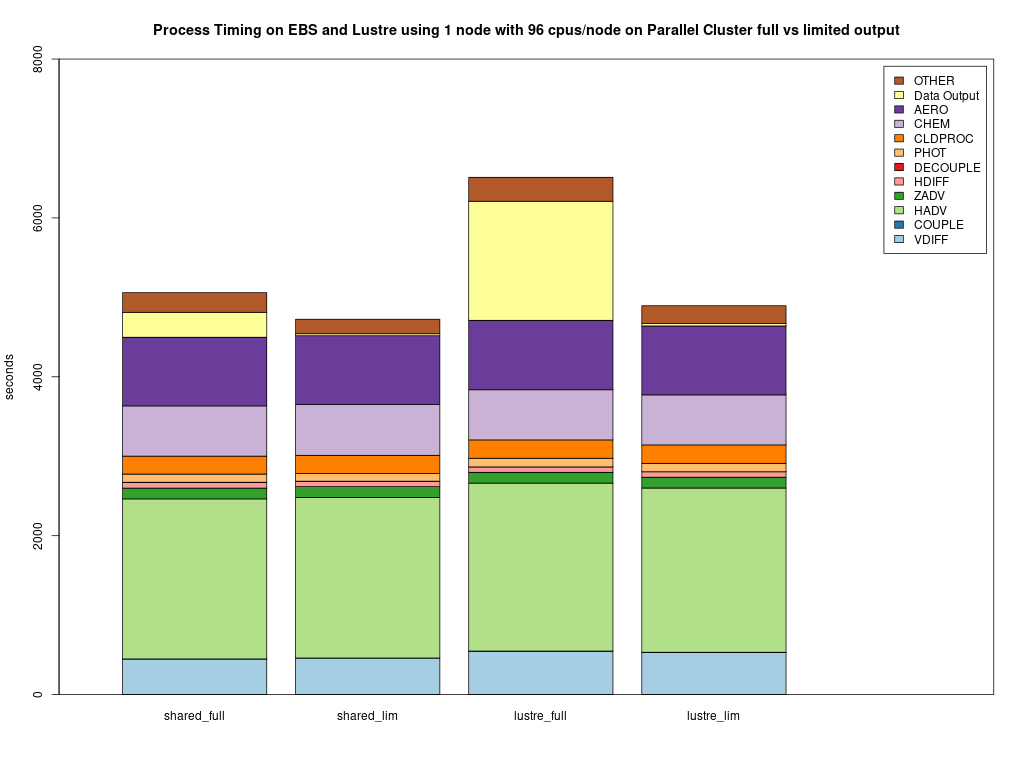 Process Timing on EBS and Lustre using 1 node with 96 cpus/node on Parallel Cluster full vs limited output
8000
6000
4000
2000
0
seconds
OTHER
Data Output
AERO
CHEM
CLDPROC
PHOT
DECOUPLE
HDIFF
ZADV
HADV
COUPLE
VDIFF
shared_full
shared_lim
lustre_full
lustre_lim